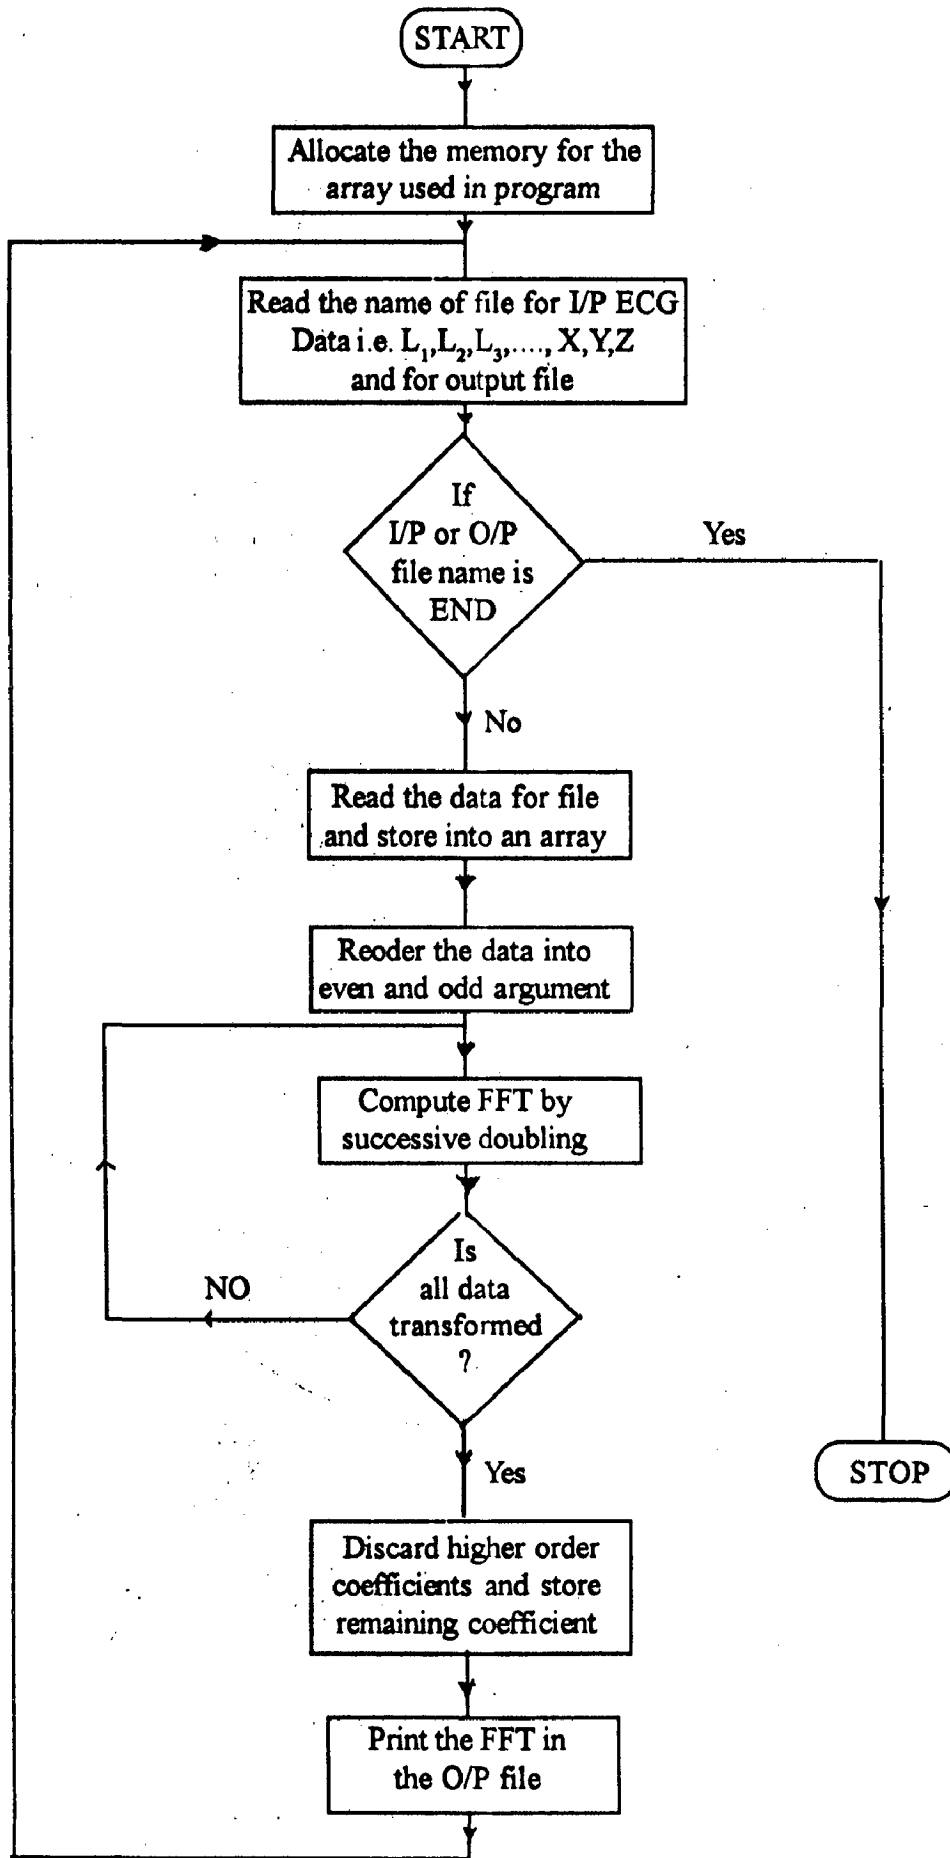 START
Allocate the memory for the
array used in program
Read the name of file for I/P ECG
Data i.e. L₁,L₂,L₃,...., X,Y,Z
and for output file
If
I/P or O/P
file name is
END
Yes
No
Read the data for file
and store into an array
Reoder the data into
even and odd argument
Compute FFT by
successive doubling
Is
all data
transformed
?
NO
Yes
STOP
Discard higher order
coefficients and store
remaining coefficient
Print the FFT in
the O/P file